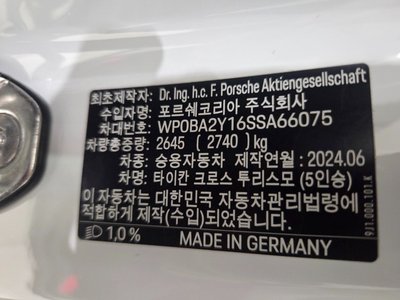 최초제작자: Dr. Ing. h.c. F. Porsche Aktiengesellschaft
수입자명: 포르쉐코리아 주식회사
차대번호: WP0BA2Y16SSA66075
차량총중량: 2645 ( 2740 ) kg
차종: 승용자동차 제작연월 : 2024.06
차명: 타이칸 크로스 투리스모 (5인승)
이 자동차는 대한민국 자동차관리법령에
적합하게 제작(수입)되었습니다.
1,0 % MADE IN GERMANY
9J1.000.101.K